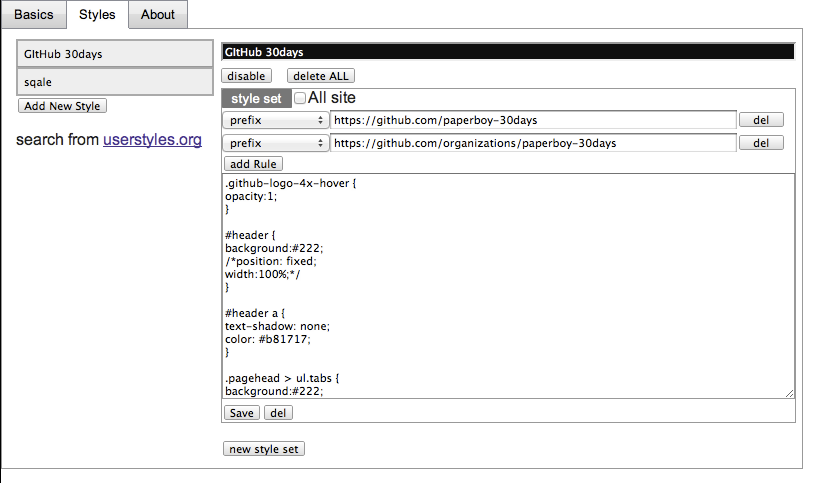 Basics Styles About
GItHub 30days
sqale
Add New Style
search from userstyles.org
GItHub 30days
disable delete ALL
style set All site
prefix https://github.com/paperboy-30days del
prefix https://github.com/organizations/paperboy-30days del
add Rule
.github-logo-4x-hover {
opacity:1;
}
#header {
background:#222;
/*position: fixed;
width:100%;*/
}
#header a {
text-shadow: none;
color: #b81717;
}
.pagehead > ul.tabs {
background:#222;
Save del
new style set